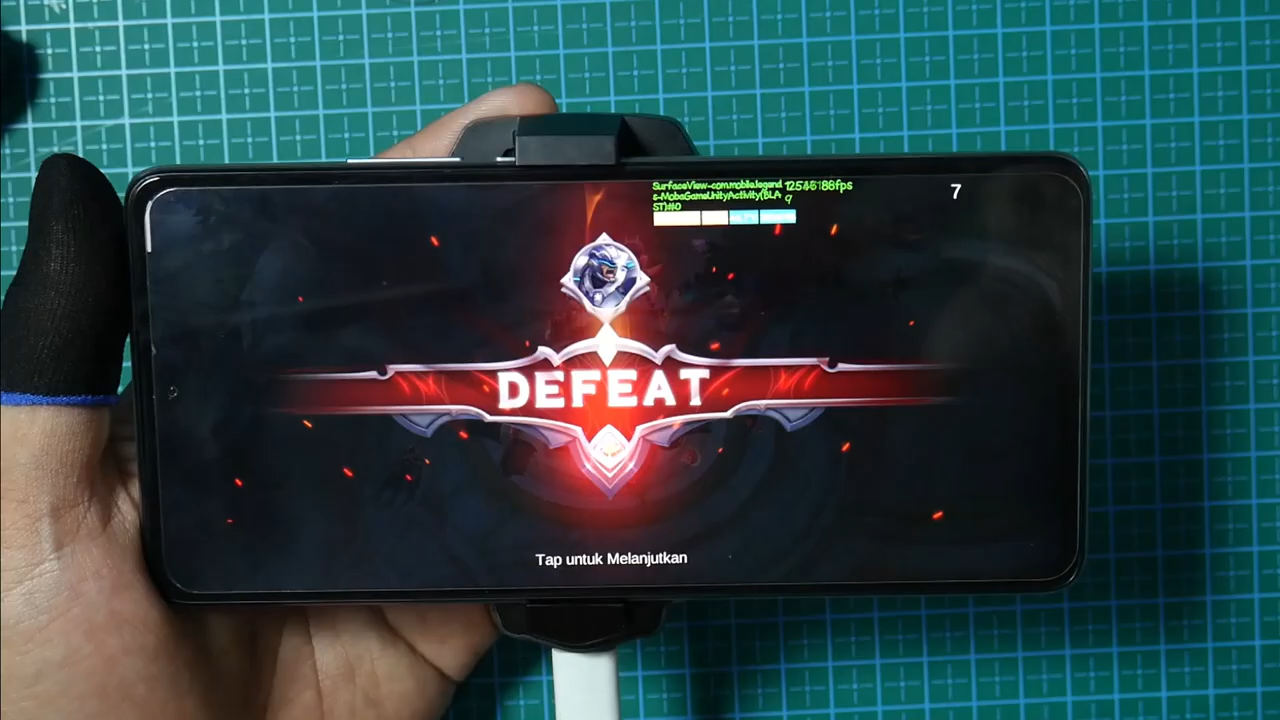 SurfaceView-com.mobile.legend
s-MobaGameUnityActivity(BLA
ST)#0
7
DEFEAT
Tap untuk Melanjutkan